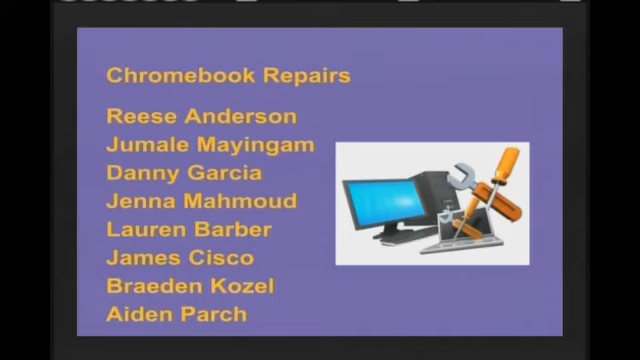 Chromebook Repairs
Reese Anderson
Jumale Mayingam
Danny Garcia
Jenna Mahmoud
Lauren Barber
James Cisco
Braeden Kozel
Aiden Parch